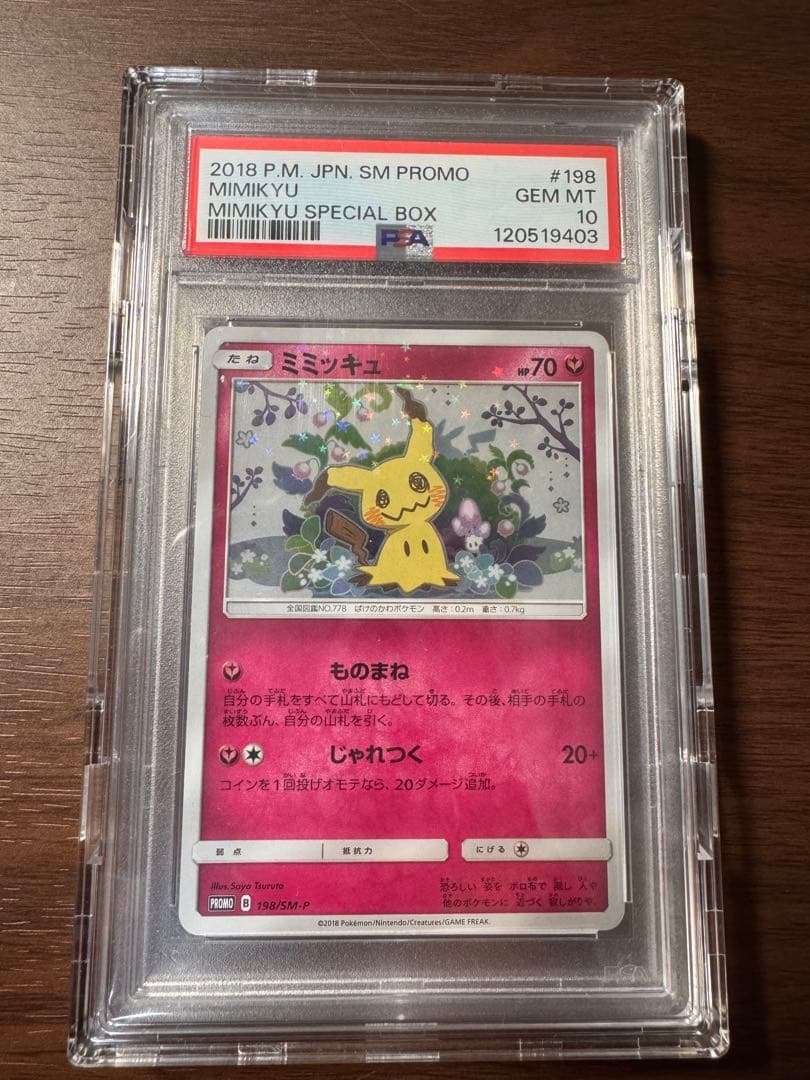 2018 P.M. JPN. SM PROMO #198
MIMIKYU GEM MT
MIMIKYU SPECIAL BOX 10
PSA 120519403
たね ミミッキュ HP70
全国図鑑NO.778 ばけのかわポケモン 高さ:0.2m 重さ:0.7kg
ものまね
自分の手札をすべて山札にもどして切る。その後、相手の手札の
枚数ぶん、自分の山札を引く。
じゃれつく 20+
コインを1回投げオモテなら、20ダメージ追加。
弱点 抵抗力 にげる
illus. Saya Tsuruta
恐ろしい 姿を ボロ布で 隠し 人や
他のポケモンに 近づく 寂しがりや。
PROMO B 198/SM-P
©2018 Pokémon/Nintendo/Creatures/GAME FREAK.